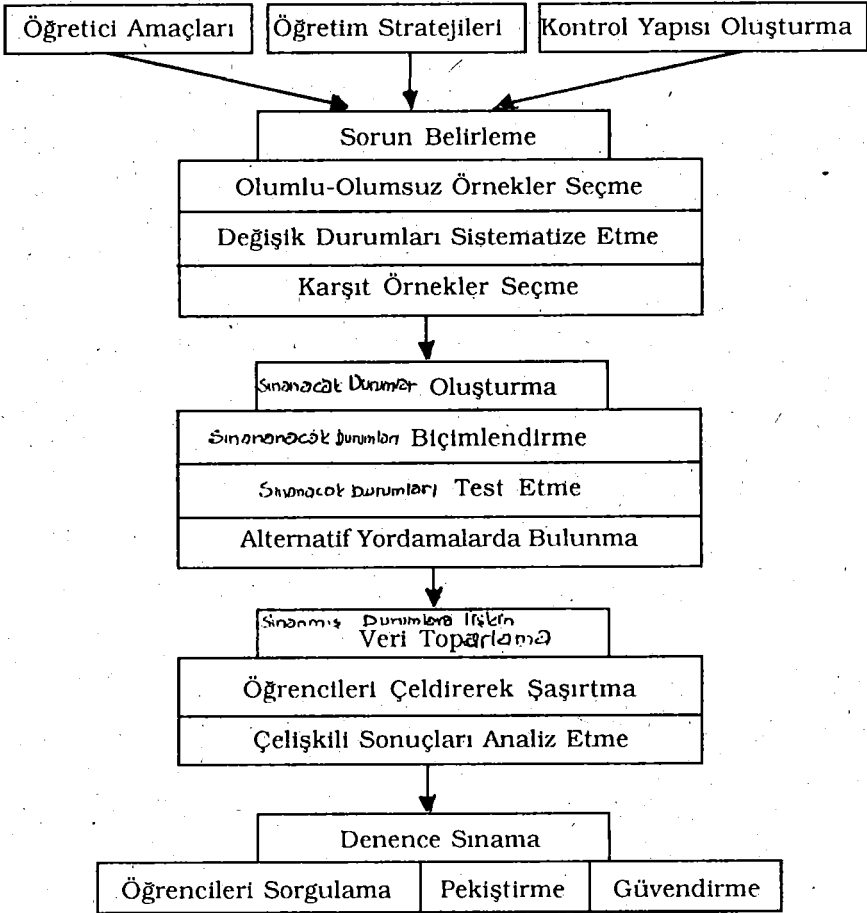 Öğretici Amaçları
Öğretim Stratejileri
Kontrol Yapısı Oluşturma
Sorun Belirleme
Olumlu-Olumsuz Örnekler Seçme
Değişik Durumları Sistematize Etme
Karşıt Örnekler Seçme
Sınanacak Durumlar Oluşturma
Sınananacak Durumları Biçimlendirme
Sınanacak Durumları Test Etme
Alternatif Yordamalarda Bulunma
Sınanmış Durumlara İlişkin
Veri Toparlama
Öğrencileri Çeldirerek Şaşırtma
Çelişkili Sonuçları Analiz Etme
Denence Sınama
Öğrencileri Sorgulama
Pekiştirme
Güvendirme